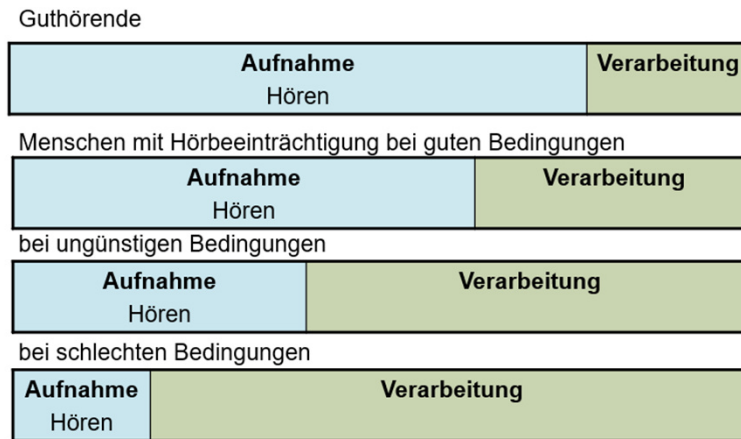 Guthörende
Aufnahme Verarbeitung
Hören
Menschen mit Hörbeeinträchtigung bei guten Bedingungen
Aufnahme Verarbeitung
Hören
bei ungünstigen Bedingungen
Aufnahme Verarbeitung
Hören
bei schlechten Bedingungen
Aufnahme Verarbeitung
Hören